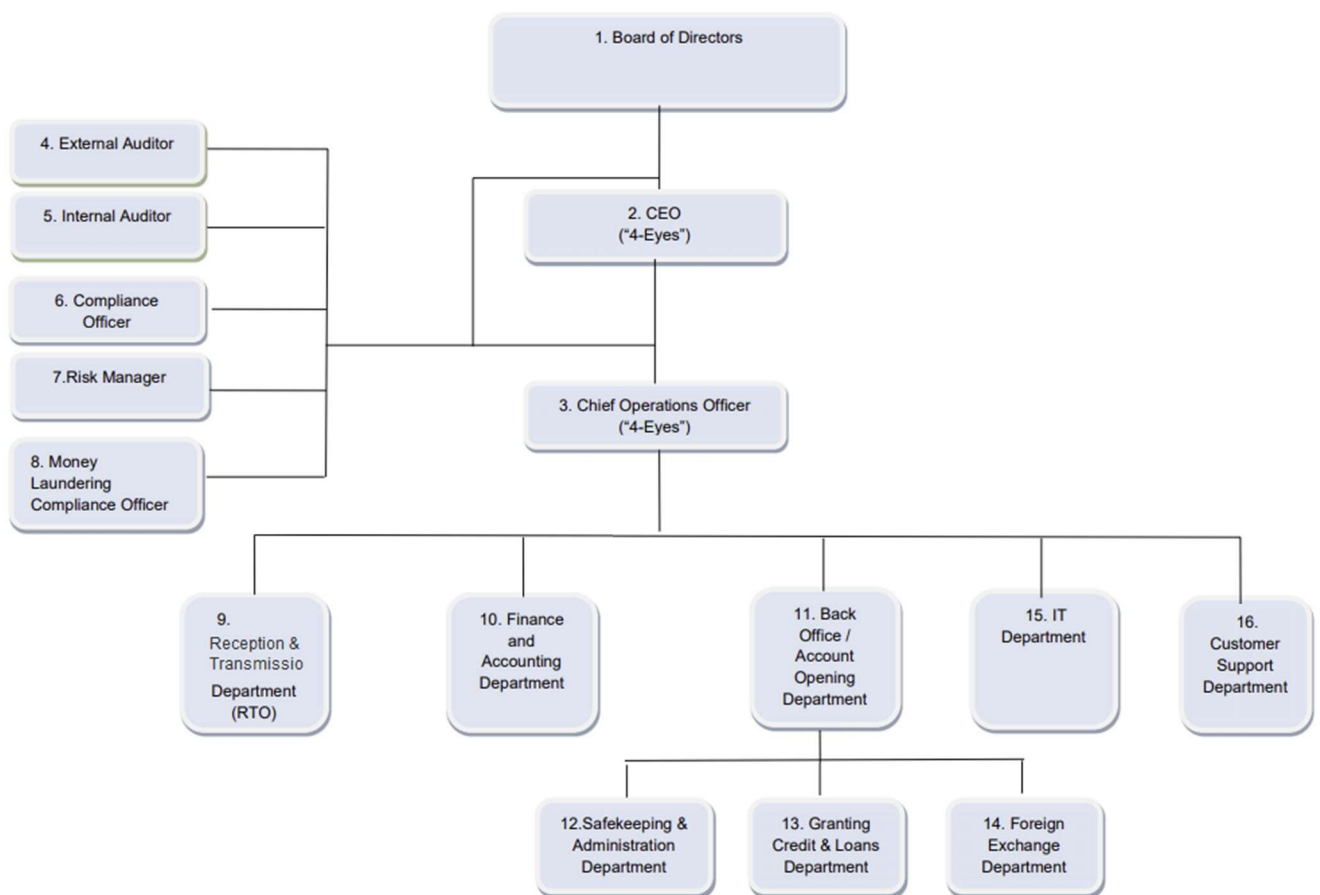 1. Board of Directors
4. External Auditor
5. Internal Auditor
2. CEO
(“4-Eyes”)
6. Compliance
Officer
7.Risk Manager
3. Chief Operations Officer
(“4-Eyes”)
8. Money
Laundering
Compliance Officer
9.
Reception &
Transmissio
Department
(RTO)
10. Finance
and
Accounting
Department
11. Back
Office /
Account
Opening
Department
15. IT
Department
16.
Customer
Support
Department
12.Safekeeping &
Administration
Department
13. Granting
Credit & Loans
Department
14. Foreign
Exchange
Department